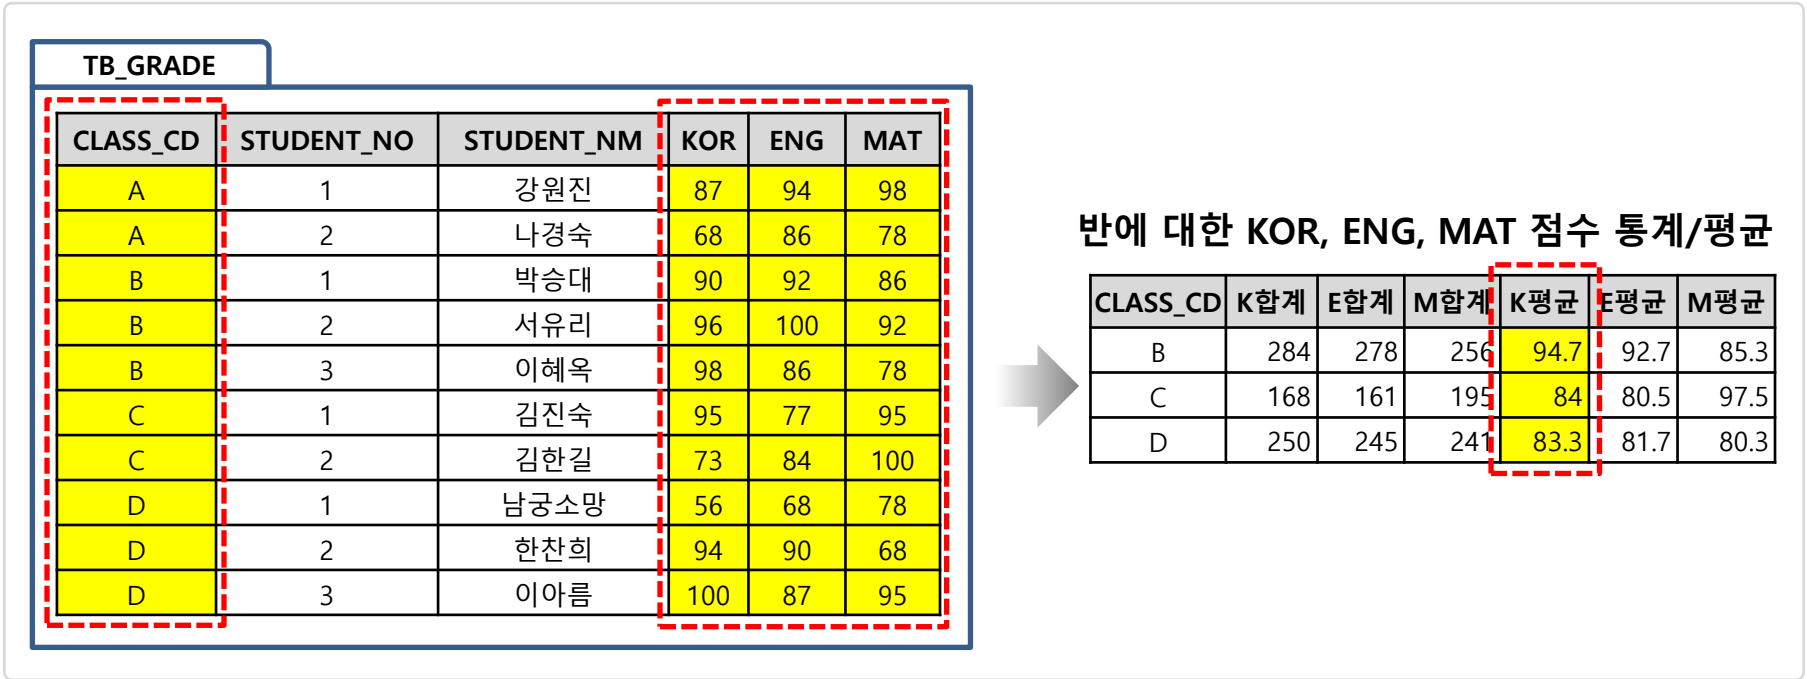 TB_GRADE
CLASS_CD STUDENT_NO STUDENT_NM KOR ENG MAT
A 1 강원진 87 94 98
A 2 나경숙 68 86 78
B 1 박승대 90 92 86
B 2 서유리 96 100 92
B 3 이혜옥 98 86 78
C 1 김진숙 95 77 95
C 2 김한길 73 84 100
D 1 남궁소망 56 68 78
D 2 한찬희 94 90 68
D 3 이아름 100 87 95
반에 대한 KOR, ENG, MAT 점수 통계/평균
CLASS_CD K합계 E합계 M합계 K평균 E평균 M평균
B 284 278 256 94.7 92.7 85.3
C 168 161 195 84 80.5 97.5
D 250 245 241 83.3 81.7 80.3